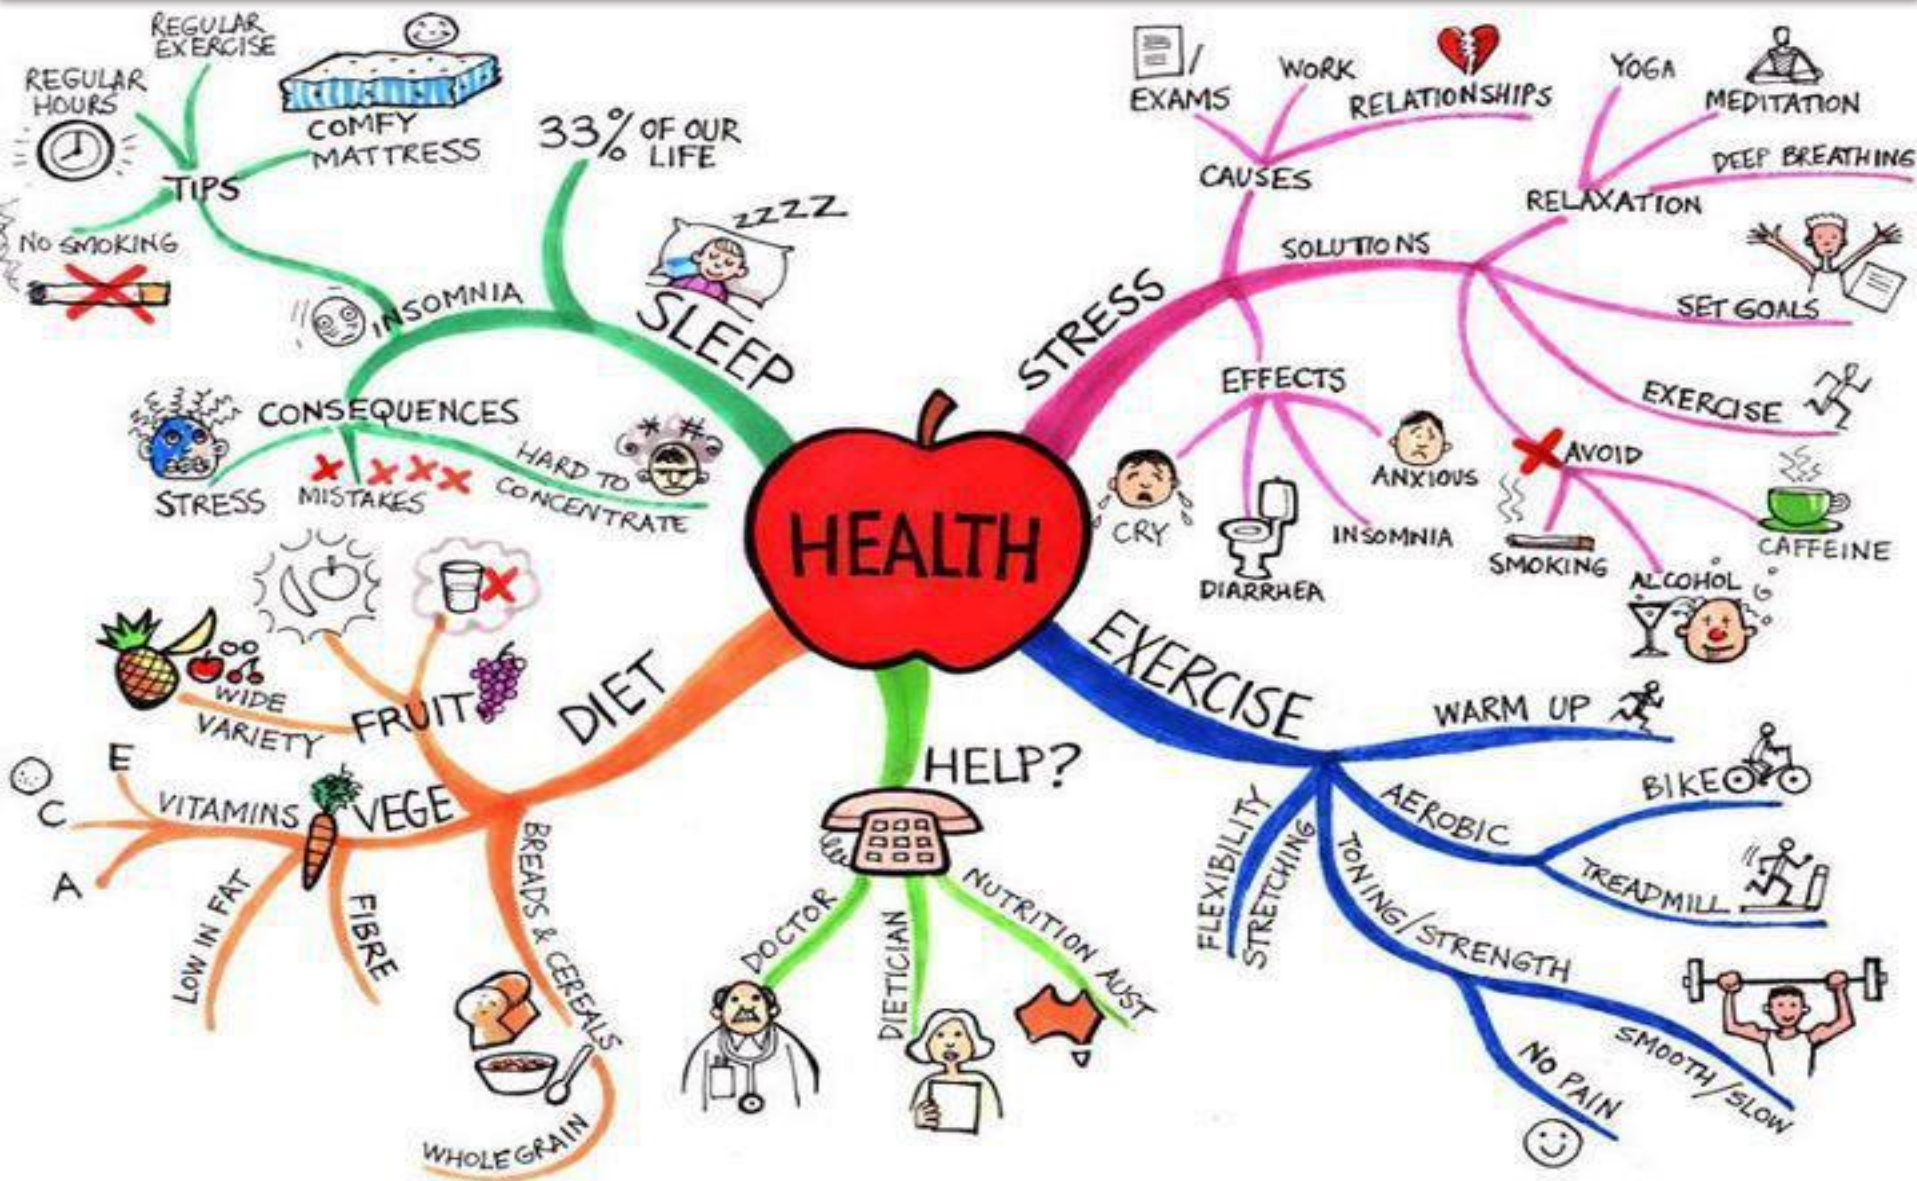 HEALTH
SLEEP
33% OF OUR
LIFE
ZZZZ
INSOMNIA
TIPS
REGULAR
HOURS
REGULAR
EXERCISE
COMFY
MATTRESS
NO SMOKING
CONSEQUENCES
STRESS
MISTAKES
HARD TO
CONCENTRATE
STRESS
CAUSES
EXAMS
WORK
RELATIONSHIPS
SOLUTIONS
RELAXATION
YOGA
MEDITATION
DEEP BREATHING
SET GOALS
EXERCISE
AVOID
SMOKING
ALCOHOL
CAFFEINE
EFFECTS
CRY
DIARRHEA
INSOMNIA
ANXIOUS
EXERCISE
WARM UP
AEROBIC
BIKE
TREADMILL
TONING/STRENGTH
SMOOTH/SLOW
NO PAIN
FLEXIBILITY
STRETCHING
HELP?
DOCTOR
DIETICIAN
NUTRITION AUST
DIET
FRUIT
WIDE
VARIETY
VEGE
VITAMINS
E
C
A
LOW IN FAT
FIBRE
BREADS & CEREALS
WHOLEGRAIN